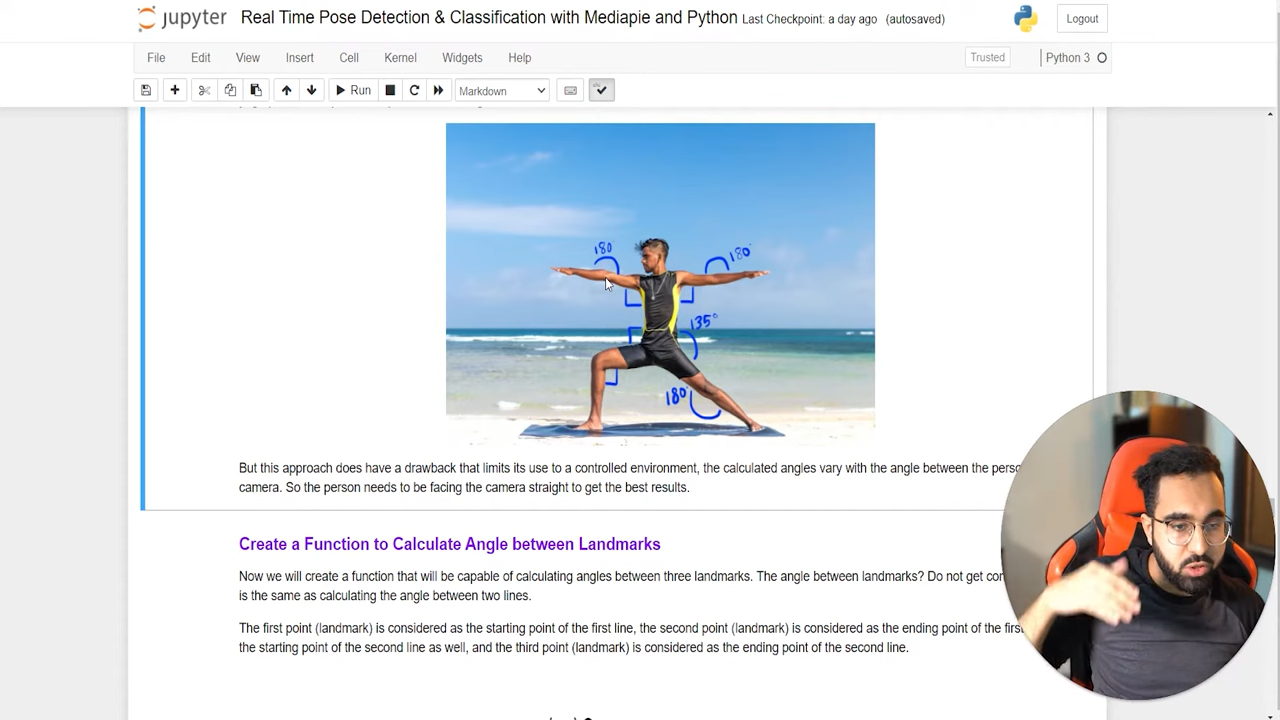 jupyter Real Time Pose Detection & Classification with Mediapie and Python Last Checkpoint: a day ago (autosaved)
Logout
File Edit View Insert Cell Kernel Widgets Help
Trusted
Python 3
Run
Markdown
180
180°
135°
180°
But this approach does have a drawback that limits its use to a controlled environment, the calculated angles vary with the angle between the
camera. So the person needs to be facing the camera straight to get the best results.
Create a Function to Calculate Angle between Landmarks
Now we will create a function that will be capable of calculating angles between three landmarks. The angle between landmarks? Do not get
is the same as calculating the angle between two lines.
The first point (landmark) is considered as the starting point of the first line, the second point (landmark) is considered as the ending point of the
the starting point of the second line as well, and the third point (landmark) is considered as the ending point of the second line.